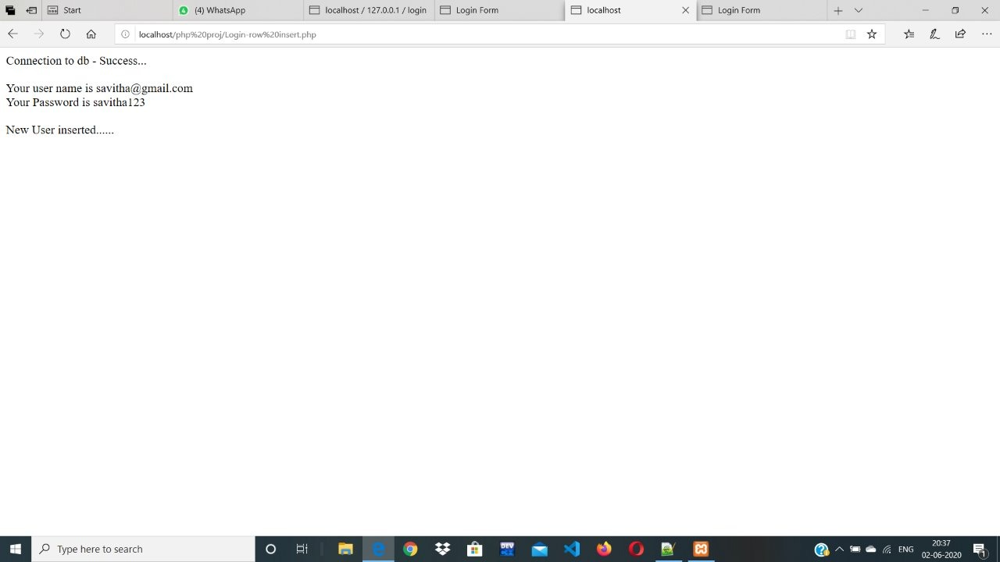 Start
(4) WhatsApp
localhost / 127.0.0.1 / login
Login Form
localhost
Login Form
localhost/php%20proj/Login-row%20insert.php
Connection to db - Success...
Your user name is savitha@gmail.com
Your Password is savitha123
New User inserted......
Type here to search
DEV
ENG
20:37
02-06-2020